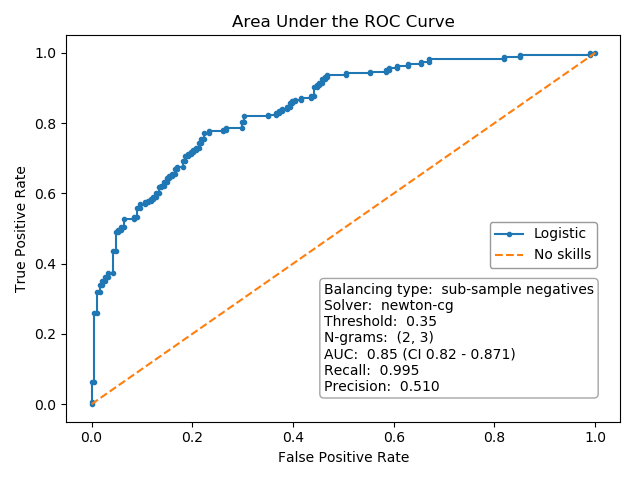 Area Under the ROC Curve
1.0
0.8
0.6
0.4
0.2
0.0
True Positive Rate
Logistic
No skills
Balancing type:  sub-sample negatives
Solver:  newton-cg
Threshold:  0.35
N-grams:  (2, 3)
AUC:  0.85 (CI 0.82 - 0.871)
Recall:  0.995
Precision:  0.510
0.0 0.2 0.4 0.6 0.8 1.0
False Positive Rate